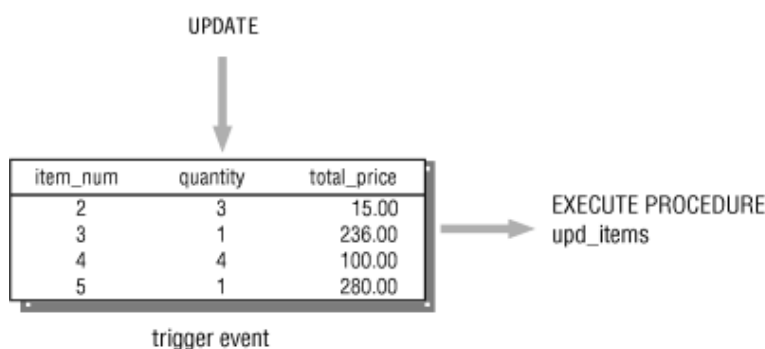 UPDATE
item_num quantity total_price
2 3 15.00
3 1 236.00
4 4 100.00
5 1 280.00
EXECUTE PROCEDURE
upd_items
trigger event